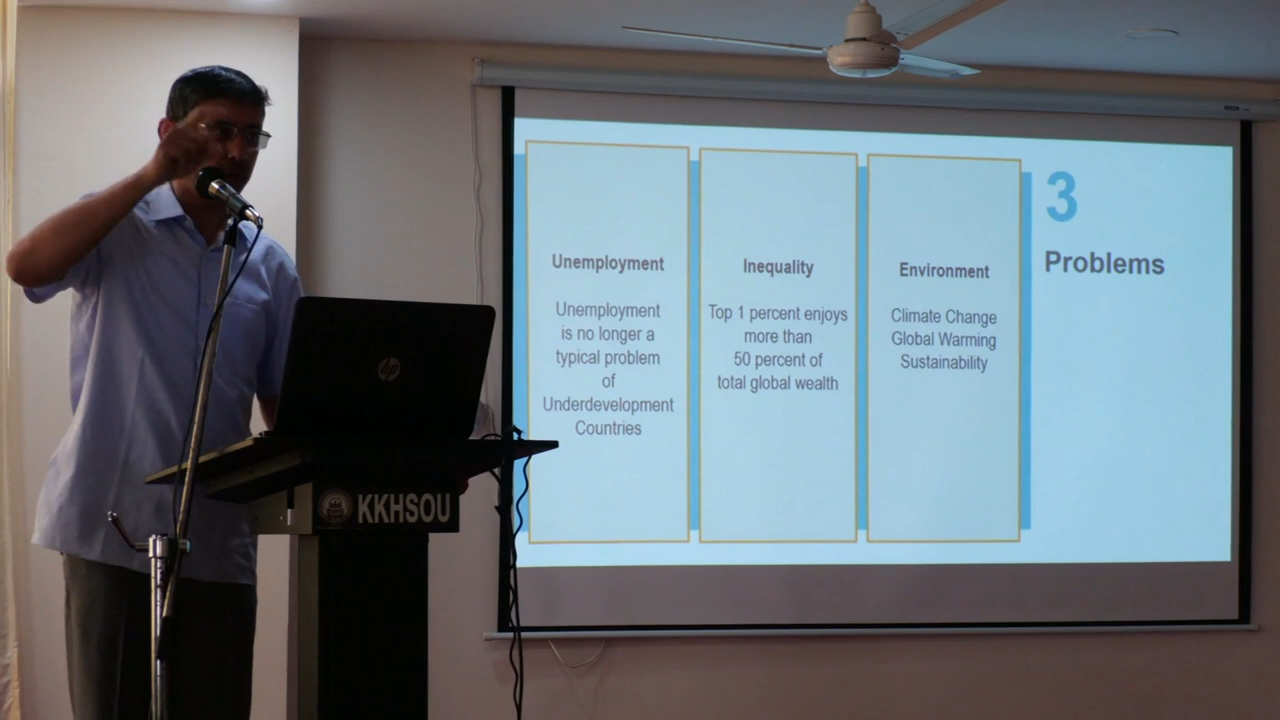 Unemployment
Unemployment
is no longer a
typical problem
of
Underdevelopment
Countries
Inequality
Top 1 percent enjoys
more than
50 percent of
total global wealth
Environment
Climate Change
Global Warming
Sustainability
3
Problems
hp
KKHSOU